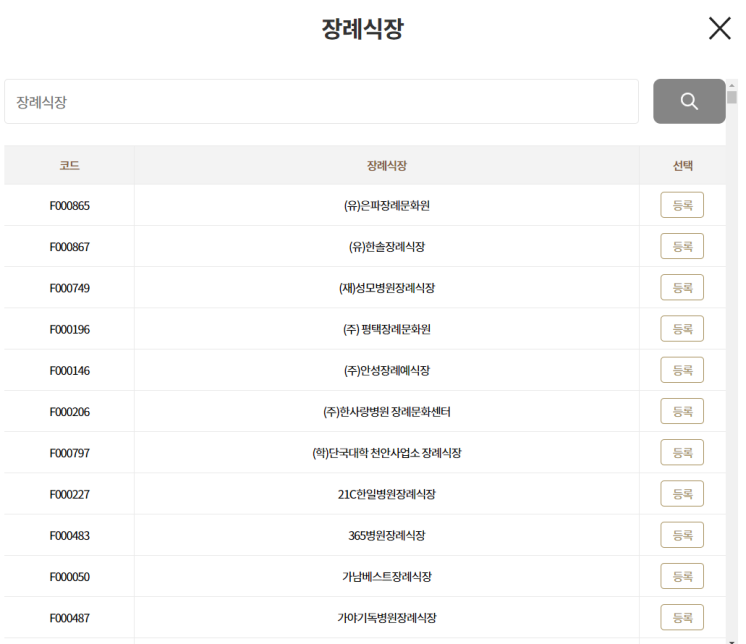 장례식장
장례식장
코드 장례식장 선택
F000865 (유)은파장례문화원 등록
F000867 (유)한솔장례식장 등록
F000749 (재)성모병원장례식장 등록
F000196 (주) 평택장례문화원 등록
F000146 (주)안성장례예식장 등록
F000206 (주)한사랑병원 장례문화센터 등록
F000797 (학)단국대학 천안사업소 장례식장 등록
F000227 21C한일병원장례식장 등록
F000483 365병원장례식장 등록
F000050 가남베스트장례식장 등록
F000487 가야기독병원장례식장 등록